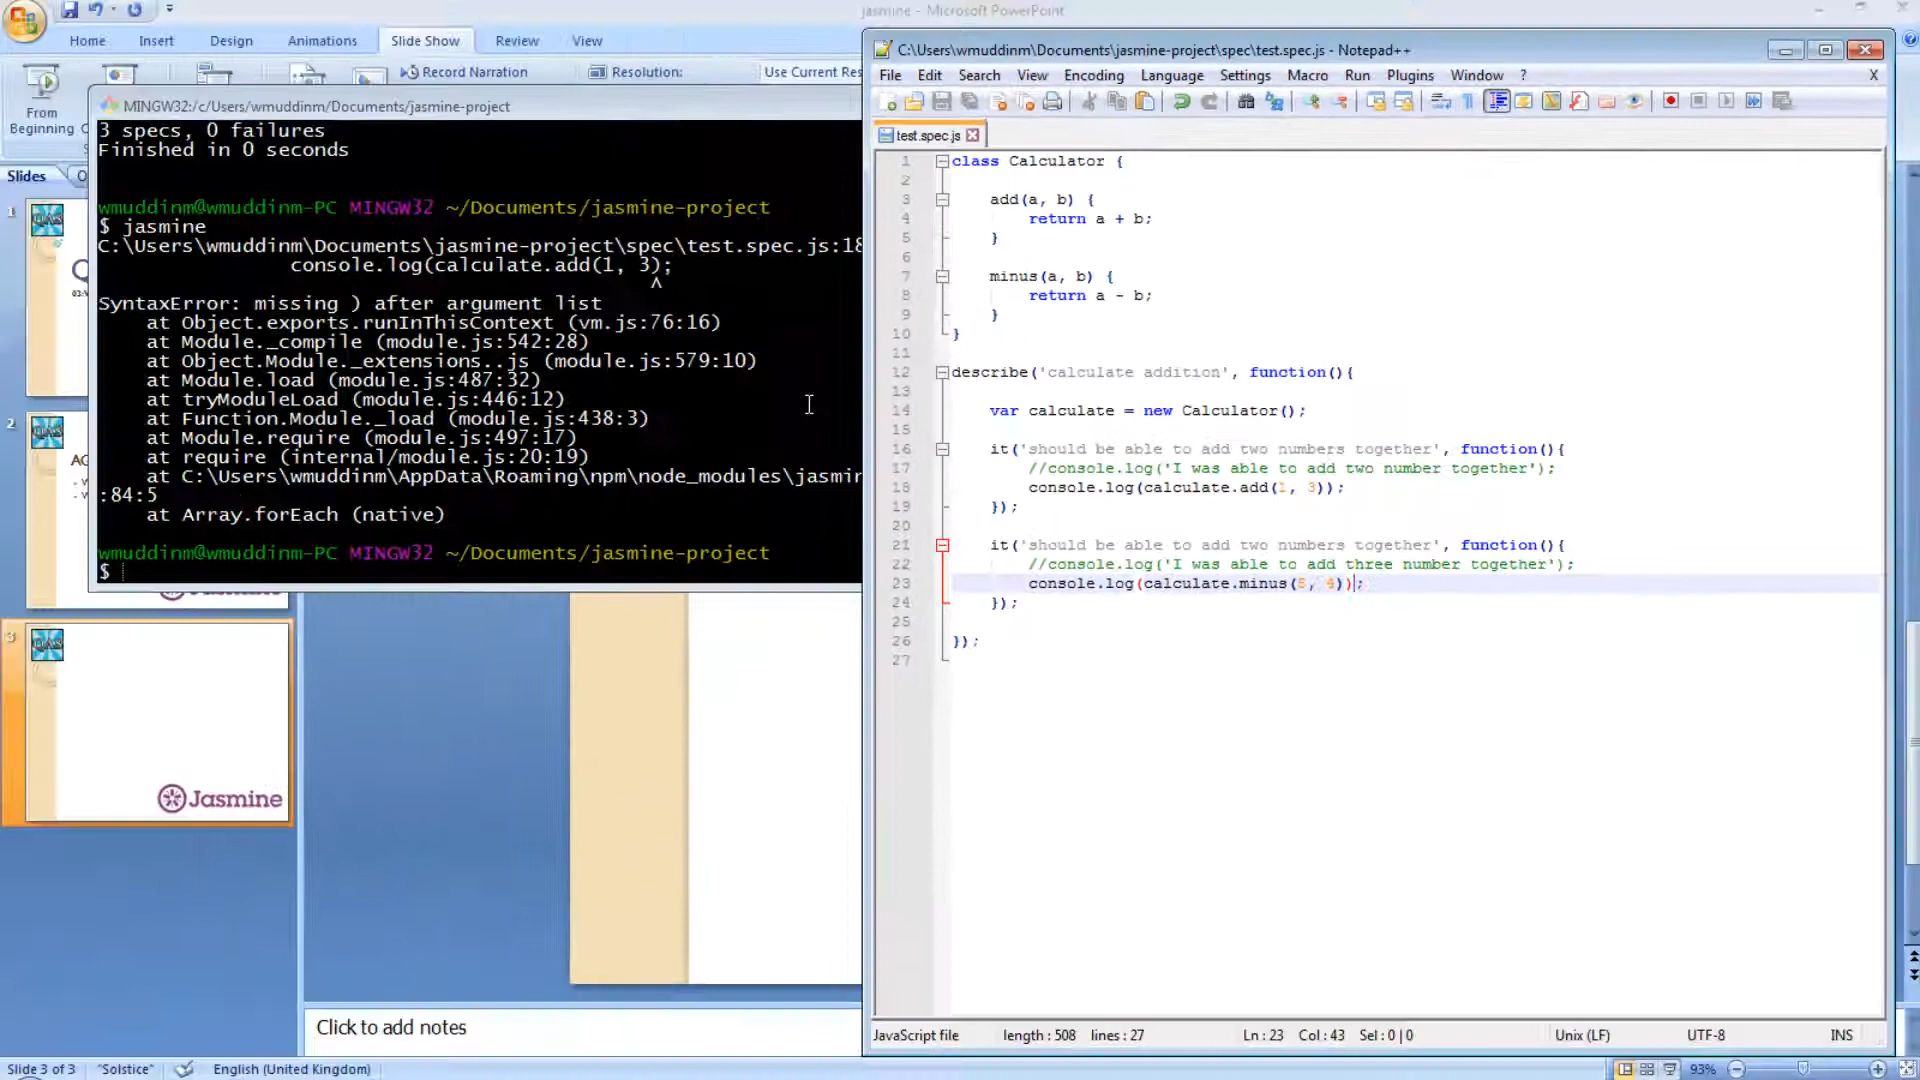 jasmine - Microsoft PowerPoint
Home Insert Design Animations Slide Show Review View
Record Narration Resolution: Use Current Res
From
Beginning
Slides
MINGW32:/c/Users/wmuddinm/Documents/jasmine-project
3 specs, 0 failures
Finished in 0 seconds
wmuddinm@wmuddinm-PC MINGW32 ~/Documents/jasmine-project
$ jasmine
C:\Users\wmuddinm\Documents\jasmine-project\spec\test.spec.js:18
console.log(calculate.add(1, 3);
^
SyntaxError: missing ) after argument list
at Object.exports.runInThisContext (vm.js:76:16)
at Module._compile (module.js:542:28)
at Object.Module._extensions..js (module.js:579:10)
at Module.load (module.js:487:32)
at tryModuleLoad (module.js:446:12)
at Function.Module._load (module.js:438:3)
at Module.require (module.js:497:17)
at require (internal/module.js:20:19)
at C:\Users\wmuddinm\AppData\Roaming\npm\node_modules\jasmin
:84:5
at Array.forEach (native)
wmuddinm@wmuddinm-PC MINGW32 ~/Documents/jasmine-project
$
1
2
3
QAS
QAS
QAS
Jasmine
Click to add notes
Slide 3 of 3 "Solstice" English (United Kingdom) 93%
C:\Users\wmuddinm\Documents\jasmine-project\spec\test.spec.js - Notepad++
File Edit Search View Encoding Language Settings Macro Run Plugins Window ? X
test.spec.js
1 class Calculator {
2
3 add(a, b) {
4 return a + b;
5 }
6
7 minus(a, b) {
8 return a - b;
9 }
10 }
11
12 describe('calculate addition', function(){
13
14 var calculate = new Calculator();
15
16 it('should be able to add two numbers together', function(){
17 //console.log('I was able to add two number together');
18 console.log(calculate.add(1, 3));
19 });
20
21 it('should be able to add two numbers together', function(){
22 //console.log('I was able to add three number together');
23 console.log(calculate.minus(5, 4));
24 });
25
26 });
27
JavaScript file length : 508 lines : 27 Ln : 23 Col : 43 Sel : 0 | 0 Unix (LF) UTF-8 INS